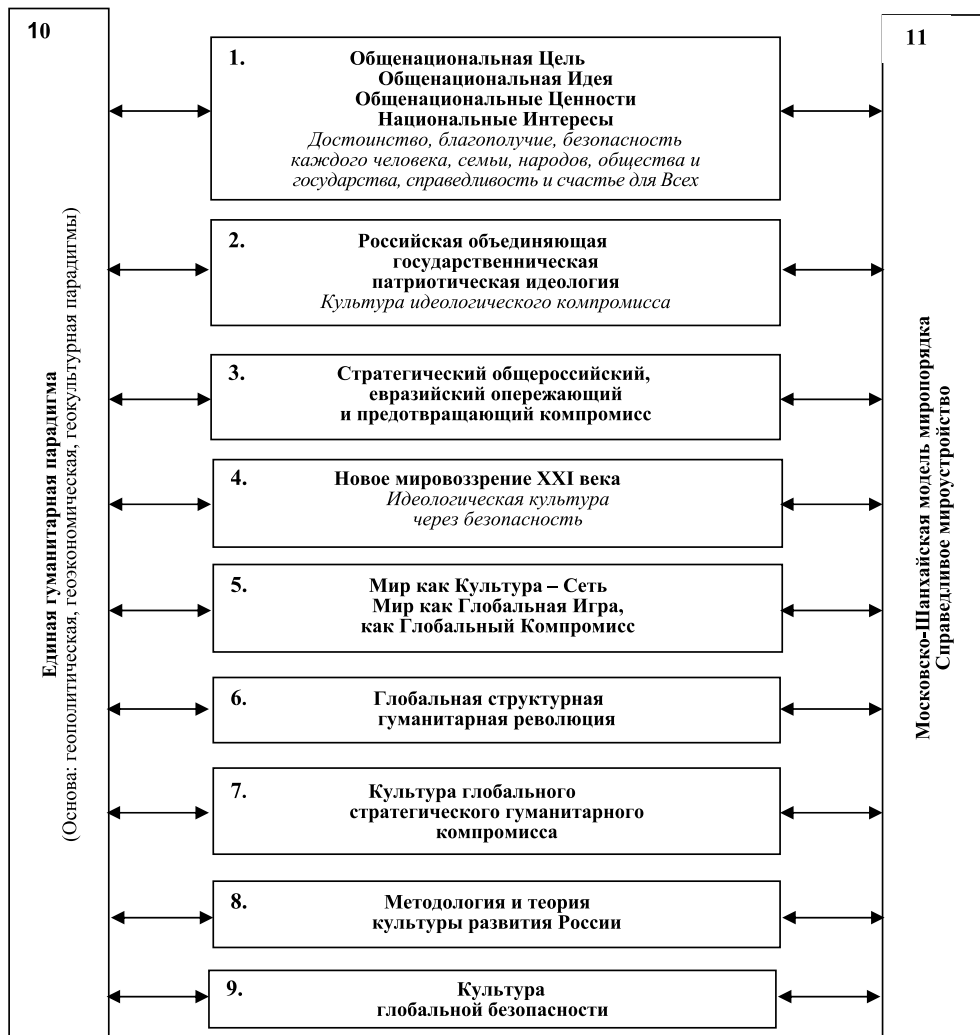 10
Единая гуманитарная парадигма
(Основа: геополитическая, геоэкономическая, геокультурная парадигмы)
1. Общенациональная Цель
Общенациональная Идея
Общенациональные Ценности
Национальные Интересы
Достоинство, благополучие, безопасность
каждого человека, семьи, народов, общества и
государства, справедливость и счастье для Всех
2. Российская объединяющая
государственническая
патриотическая идеология
Культура идеологического компромисса
3. Стратегический общероссийский,
евразийский опережающий
и предотвращающий компромисс
4. Новое мировоззрение XXI века
Идеологическая культура
через безопасность
5. Мир как Культура – Сеть
Мир как Глобальная Игра,
как Глобальный Компромисс
6. Глобальная структурная
гуманитарная революция
7. Культура глобального
стратегического гуманитарного
компромисса
8. Методология и теория
культуры развития России
9. Культура
глобальной безопасности
11
Московско-Шанхайская модель миропорядка
Справедливое мироустройство